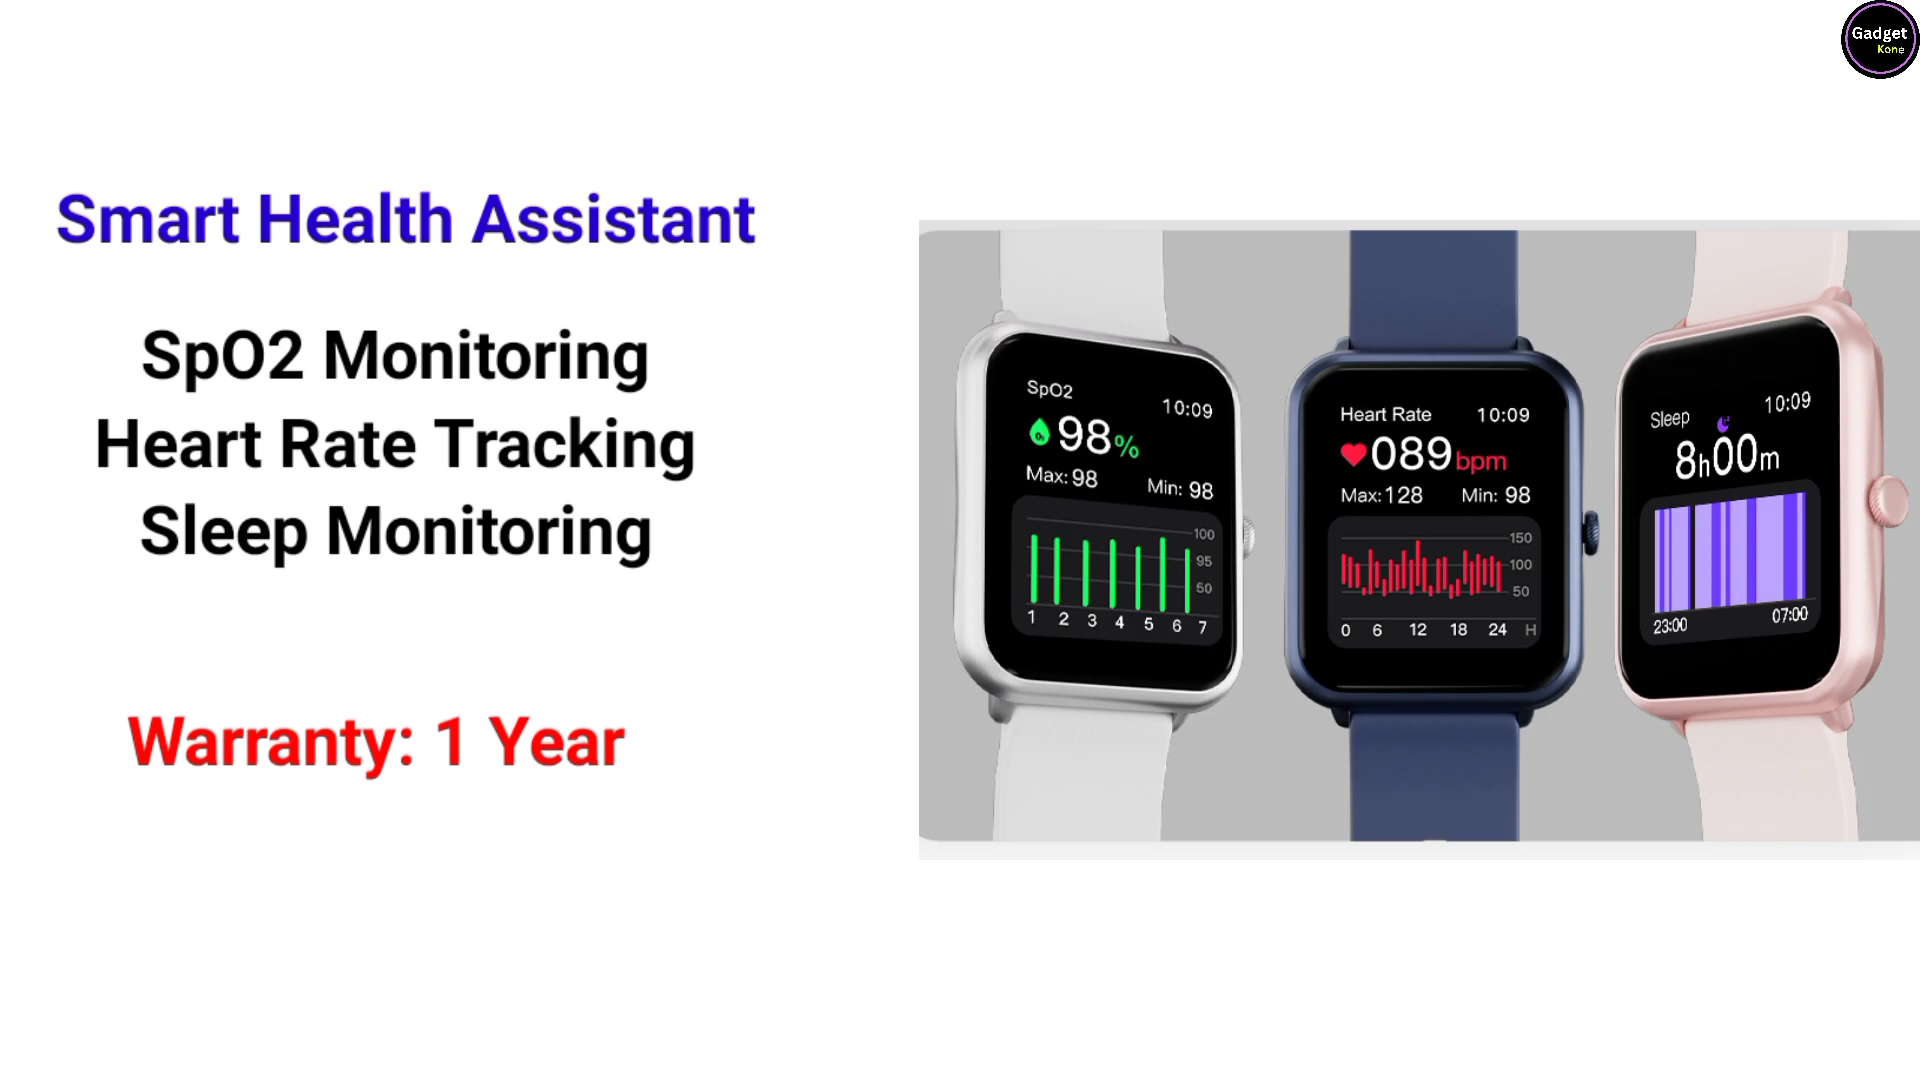 Gadget
Kone
Smart Health Assistant
SpO2 Monitoring
Heart Rate Tracking
Sleep Monitoring
Warranty: 1 Year
SpO2
10:09
98%
Max: 98 Min: 98
100
95
50
1 2 3 4 5 6 7
Heart Rate 10:09
089bpm
Max:128 Min: 98
150
100
50
0 6 12 18 24 H
Sleep 10:09
8h00m
23:00 07:00